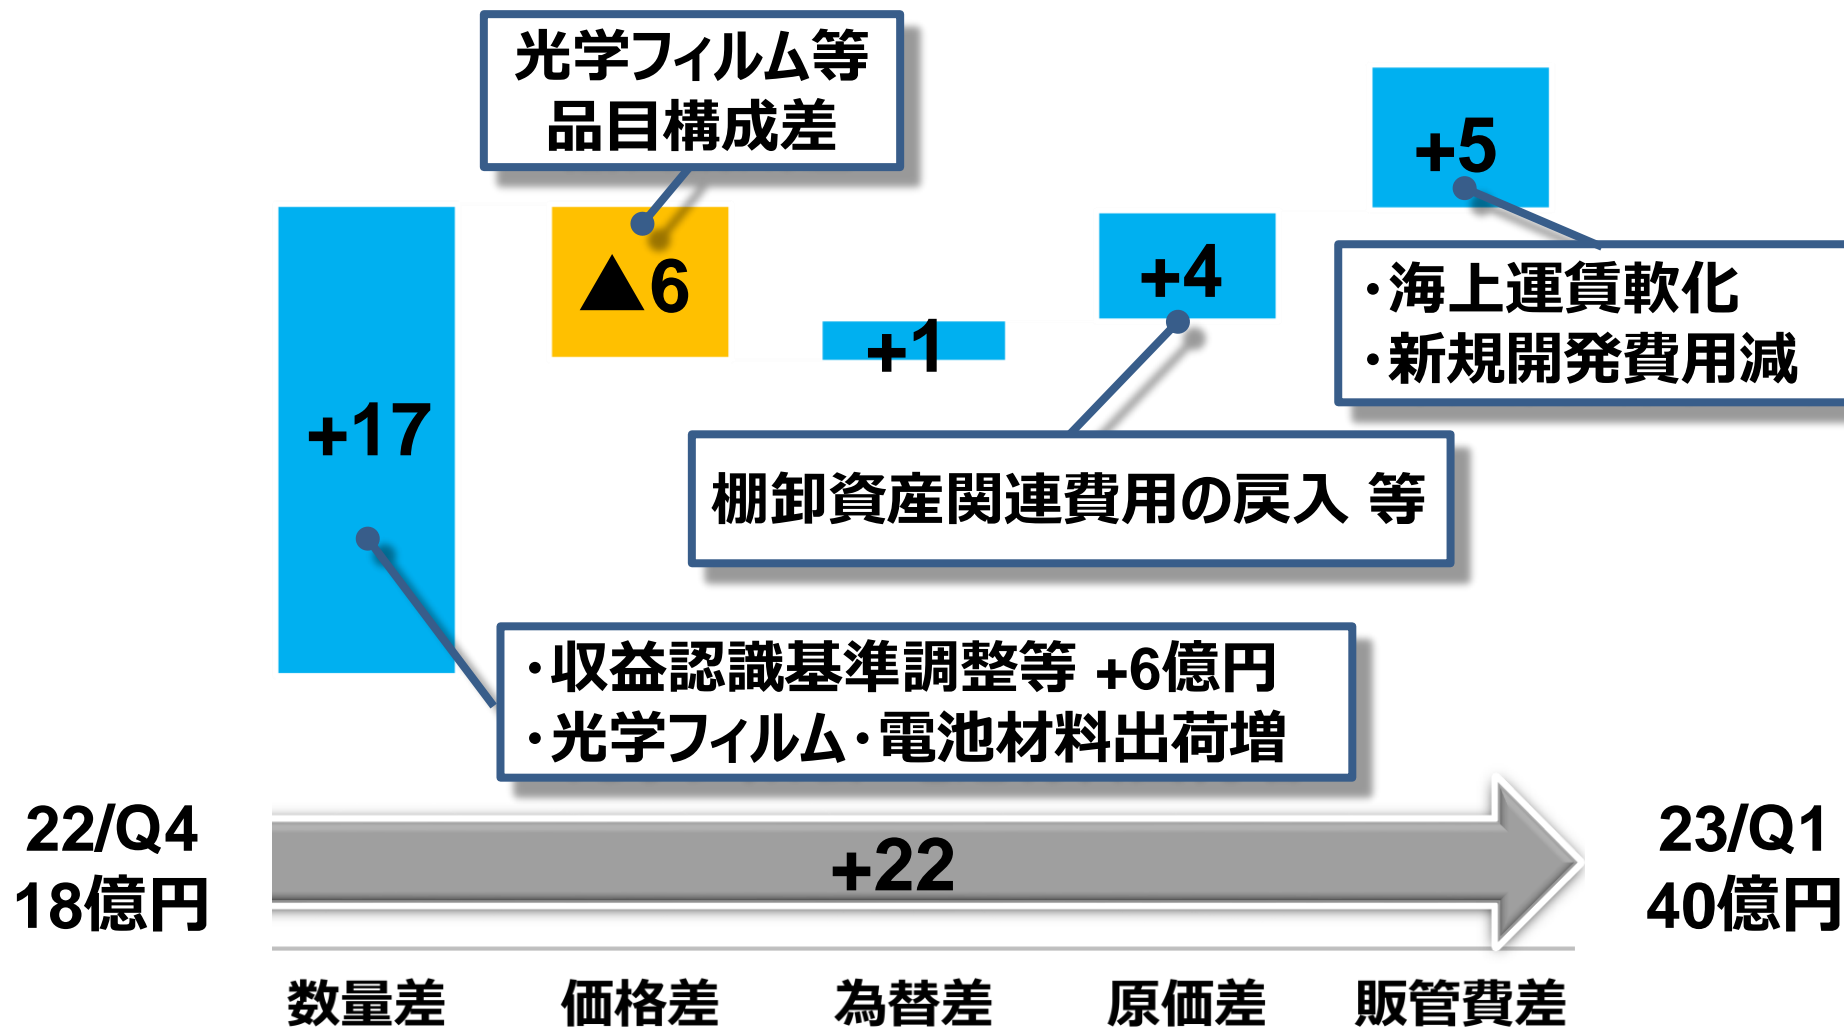 光学フィルム等
品目構成差
+5
+17
▲6
+1
+4
・海上運賃軟化
・新規開発費用減
棚卸資産関連費用の戻入 等
・収益認識基準調整等 +6億円
・光学フィルム・電池材料出荷増
22/Q4
18億円
+22
23/Q1
40億円
数量差
価格差
為替差
原価差
販管費差